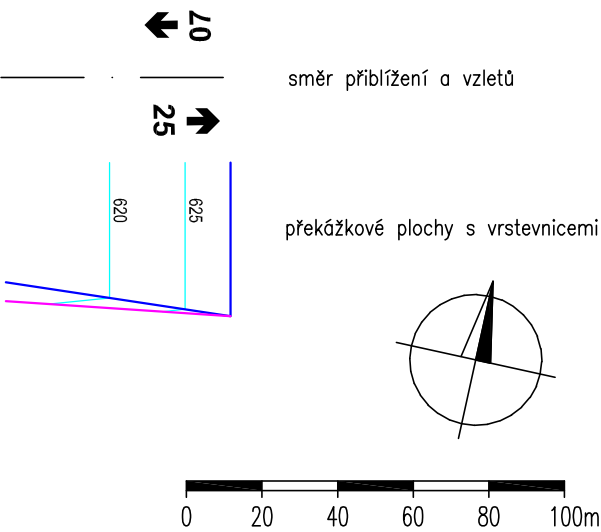 07
směr přiblížení a vzletů
25
620
625
překážkové plochy s vrstevnicemi
0 20 40 60 80 100m